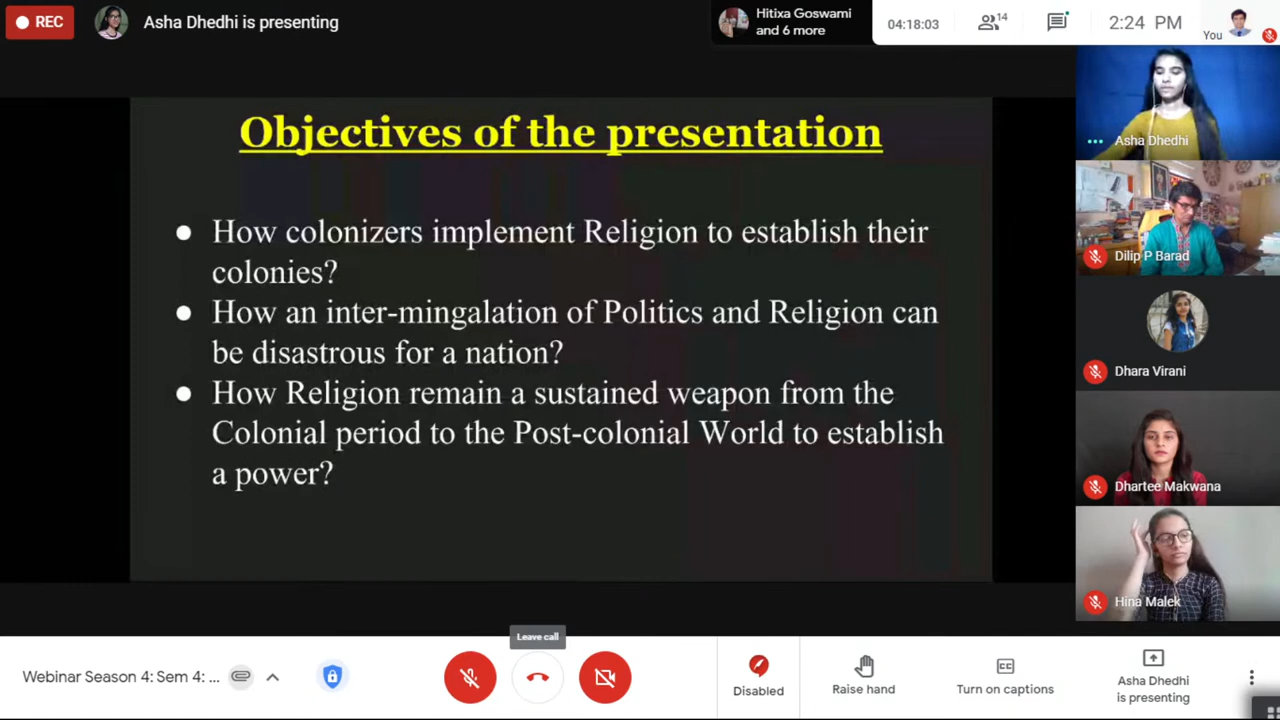 REC
Asha Dhedhi is presenting
Hitixa Goswami
and 6 more
04:18:03
14
2:24 PM
You
Objectives of the presentation
● How colonizers implement Religion to establish their
colonies?
● How an inter-mingalation of Politics and Religion can
be disastrous for a nation?
● How Religion remain a sustained weapon from the
Colonial period to the Post-colonial World to establish
a power?
Asha Dhedhi
Dilip P Barad
Dhara Virani
Dhartee Makwana
Hina Malek
Leave call
Webinar Season 4: Sem 4: ...
Disabled
Raise hand
CC
Turn on captions
Asha Dhedhi
is presenting